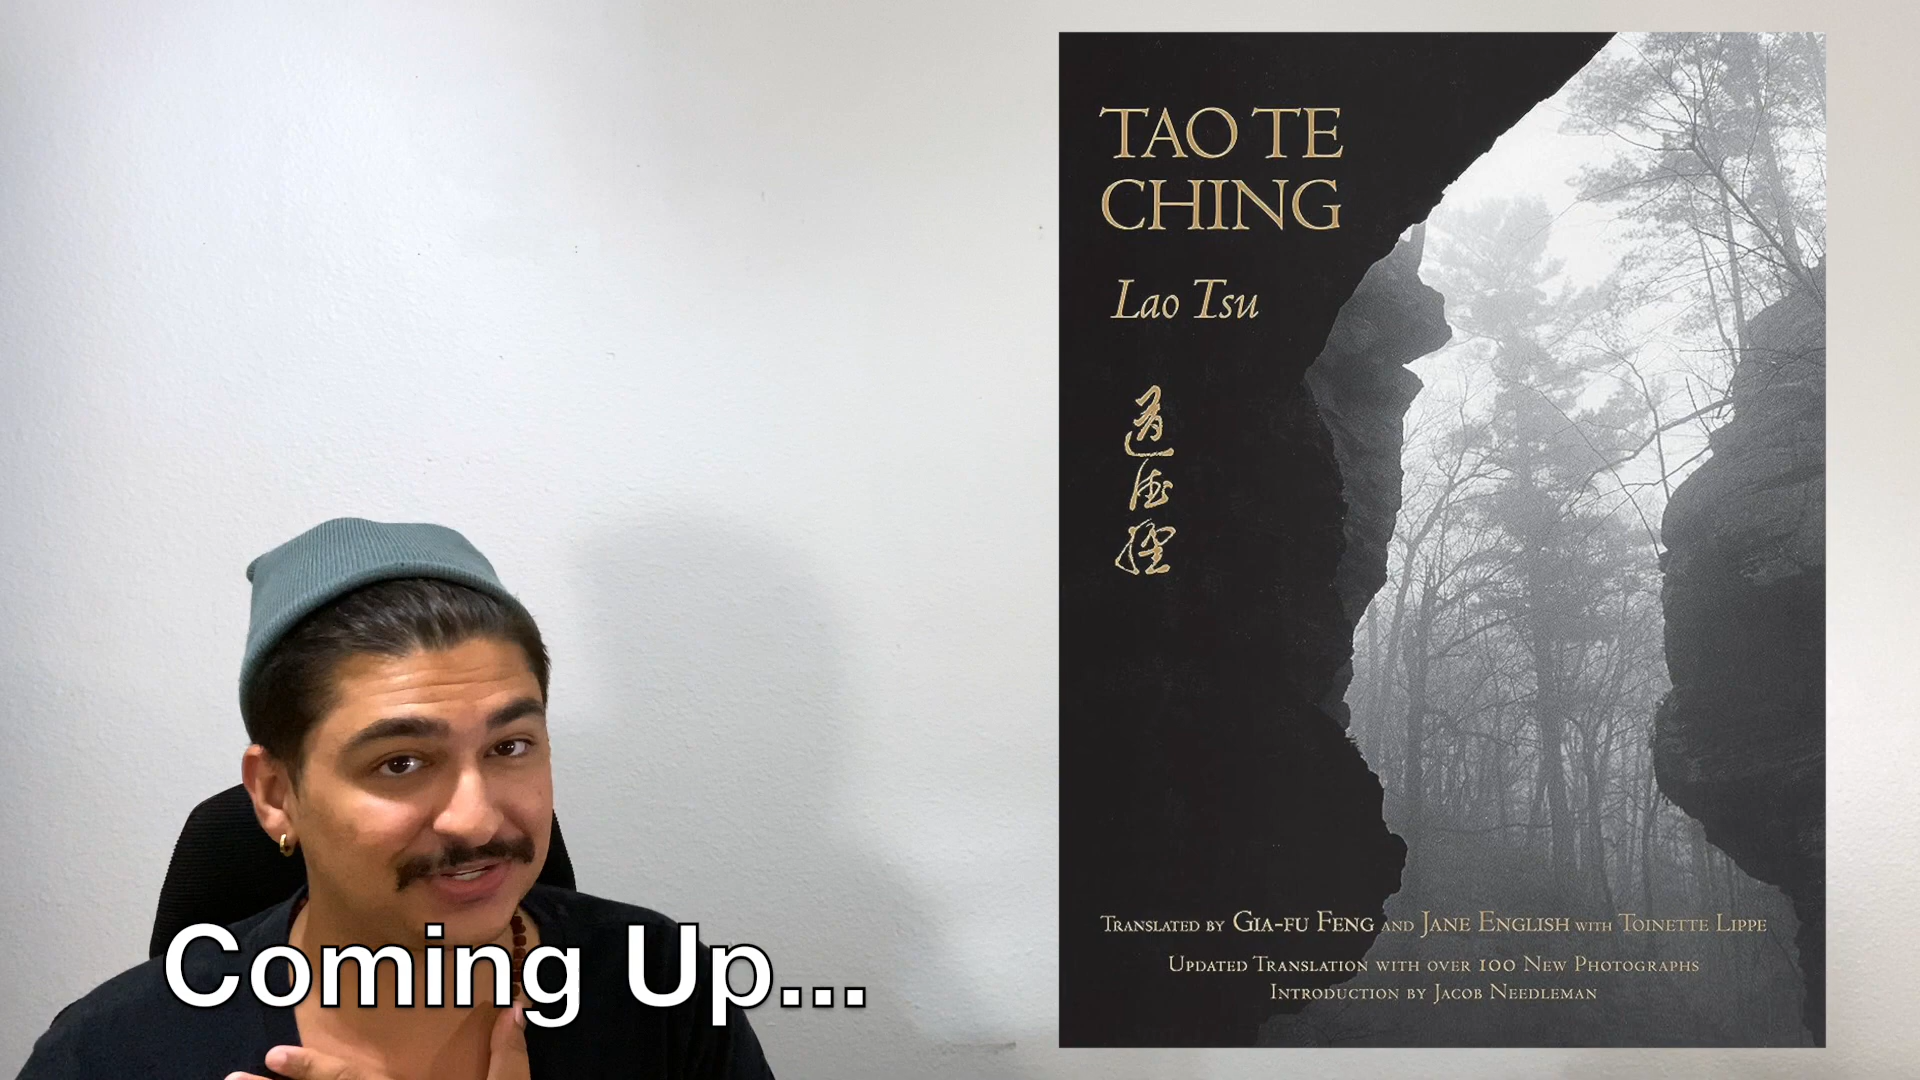 TAO TE
CHING
Lao Tsu
道
德
經
TRANSLATED BY GIA-FU FENG AND JANE ENGLISH WITH TOINETTE LIPPE
UPDATED TRANSLATION WITH OVER 100 NEW PHOTOGRAPHS
INTRODUCTION BY JACOB NEEDLEMAN
Coming Up...